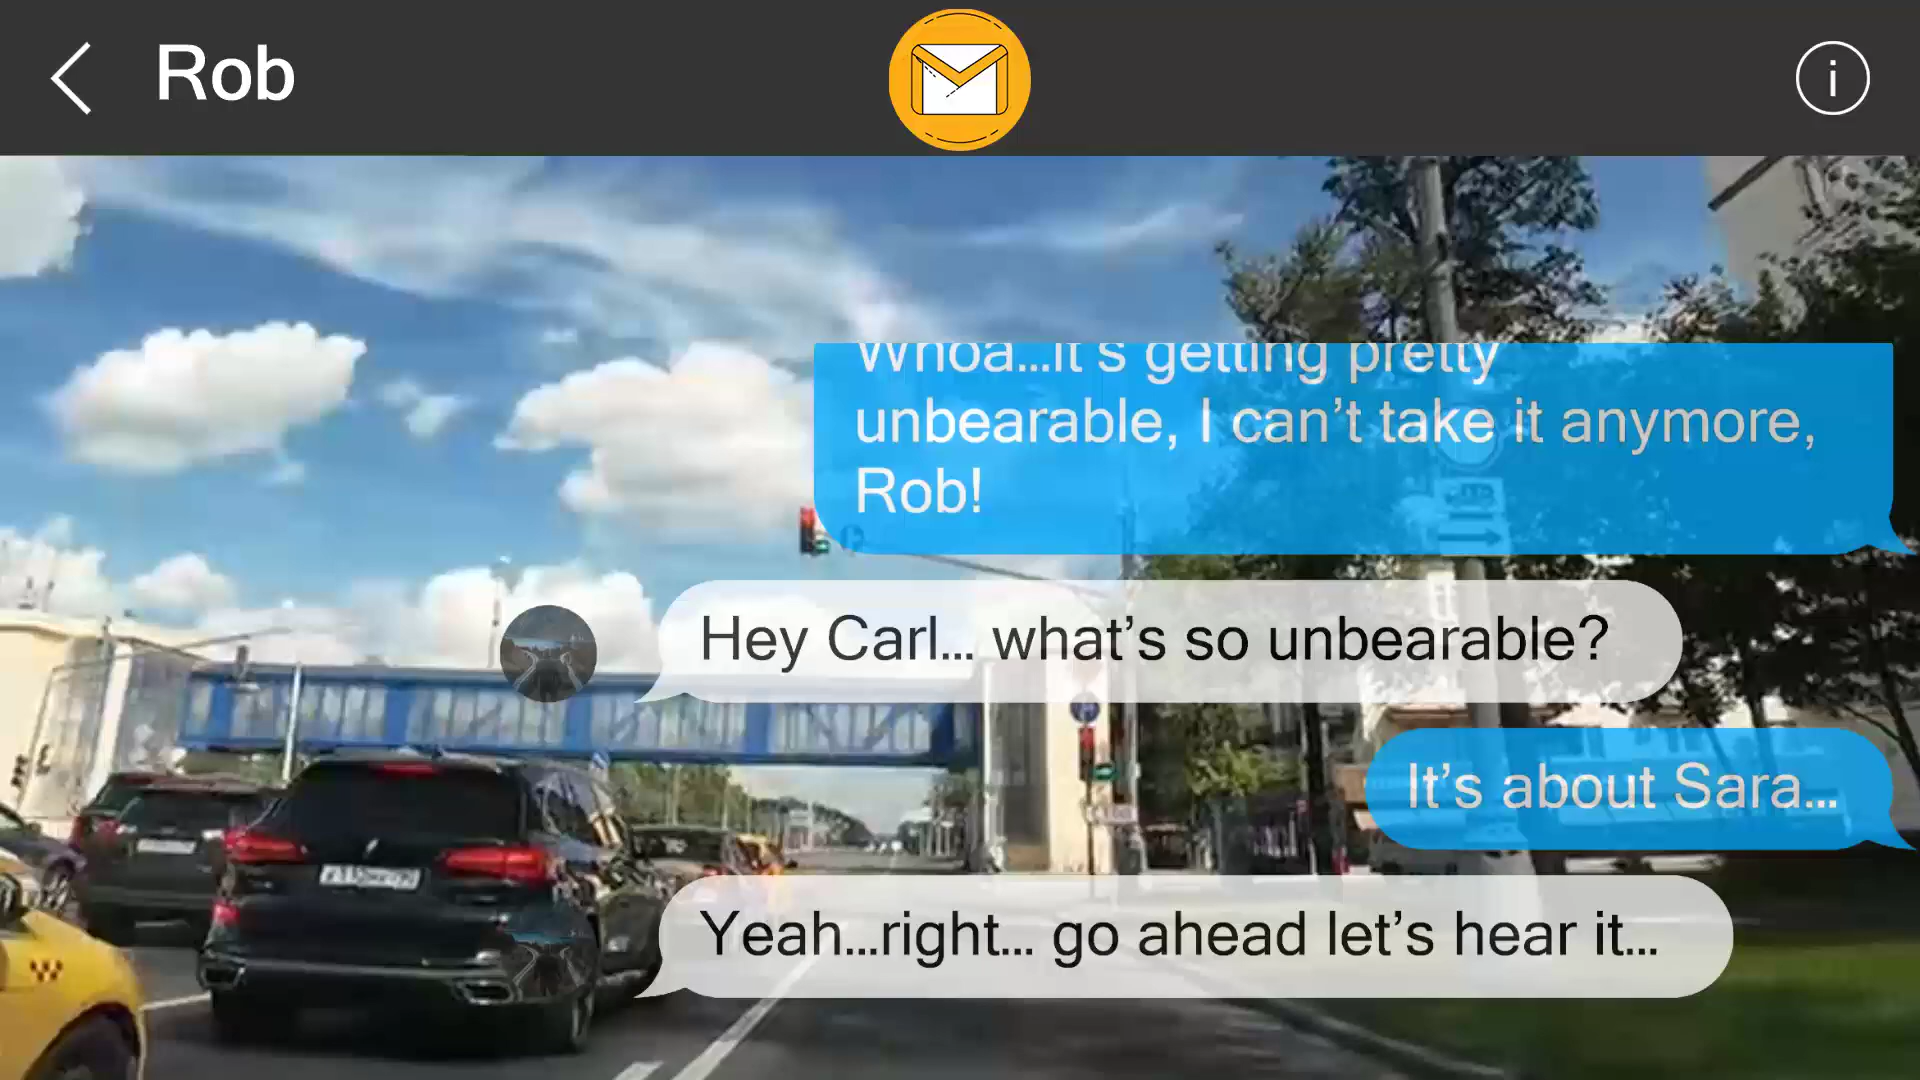 Rob
Whoa...it's getting pretty
unbearable, I can't take it anymore,
Rob!
Hey Carl... what's so unbearable?
It's about Sara...
Yeah...right... go ahead let's hear it...